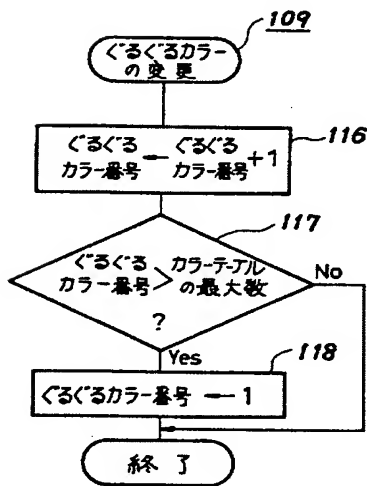 109
ぐるぐるカラー
の変更
116
ぐるぐる ← ぐるぐる +1
カラー番号 カラー番号
117
ぐるぐる > カラーテーブル
カラー番号 の最大数
?
No
Yes
118
ぐるぐるカラー番号 ← 1
終了